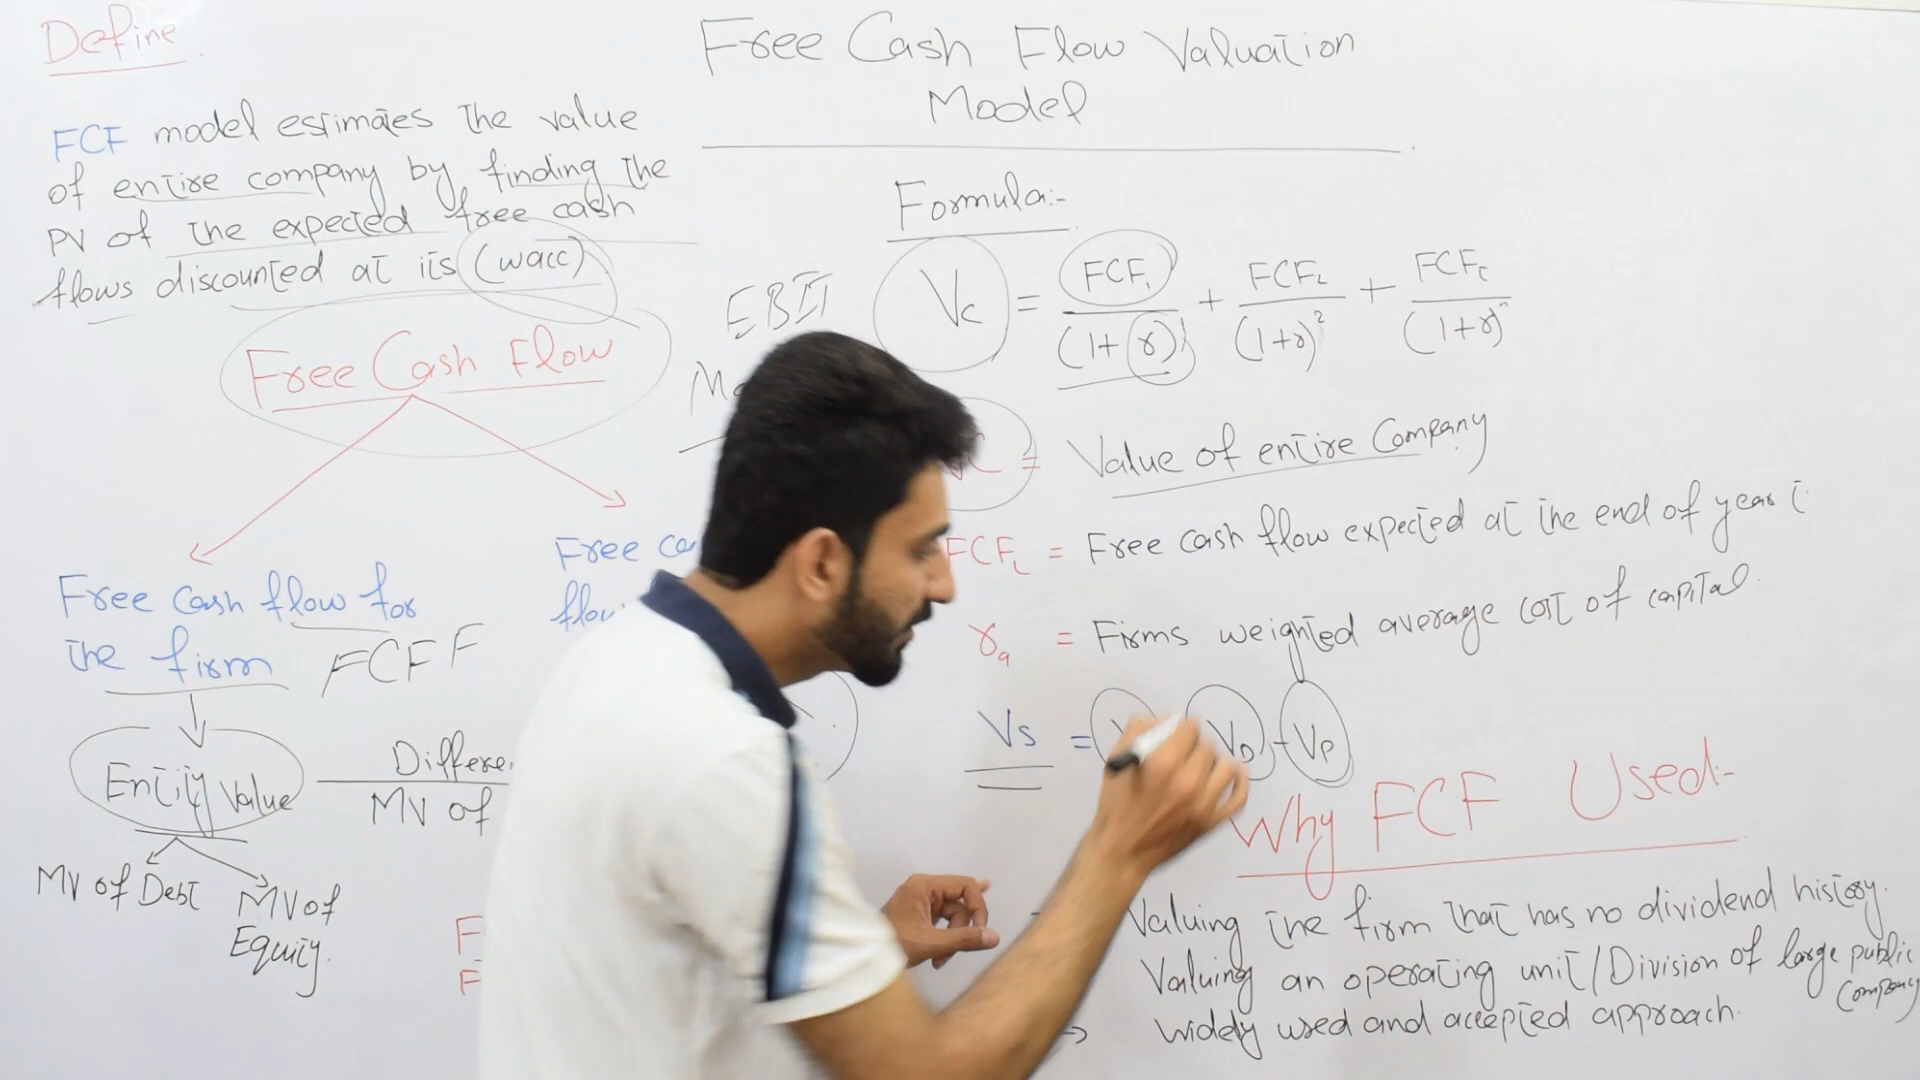 Define
FCF model estimates the value
of entire company by finding the
PV of the expected free cash
flows discounted at its (wacc)
Free Cash Flow
Free Cash flow for
the firm FCFF
Entity Value
MV of Debt
MV of
Equity
MV of
Free
Free Cash Flow Valuation
Model
Formula:-
EBIT
Vc = FCF1 / (1+r)1 + FCF2 / (1+r)2 + FCFt / (1+r)n
= Value of entire Company
FCFt = Free cash flow expected at the end of year t
ra = Firms weighted average cost of capital
Vs = VD - VP
Why FCF Used:-
Valuing the firm that has no dividend history.
Valuing an operating unit/Division of large public
Company
→ Widely used and accepted approach.